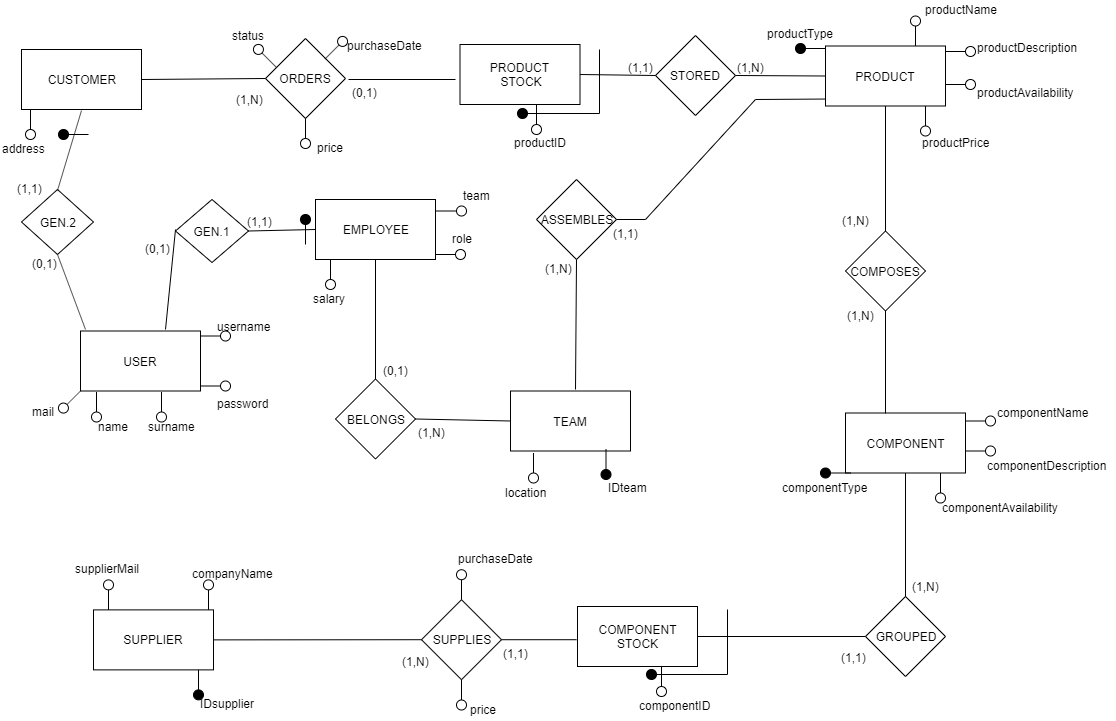 productName
status
purchaseDate
productType
productDescription
CUSTOMER
ORDERS
PRODUCT
STOCK
(1,1)
STORED
(1,N)
PRODUCT
(1,N)
(0,1)
productAvailability
address
price
productID
productPrice
(1,1)
GEN.2
(0,1)
(0,1)
GEN.1
(1,1)
EMPLOYEE
team
role
salary
ASSEMBLES
(1,1)
(1,N)
(1,N)
COMPOSES
(1,N)
username
USER
password
mail
name
surname
(0,1)
BELONGS
(1,N)
TEAM
location
IDteam
componentName
COMPONENT
componentDescription
componentType
componentAvailability
supplierMail
companyName
purchaseDate
(1,N)
SUPPLIER
SUPPLIES
COMPONENT
STOCK
GROUPED
(1,N)
(1,1)
(1,1)
IDsupplier
price
componentID